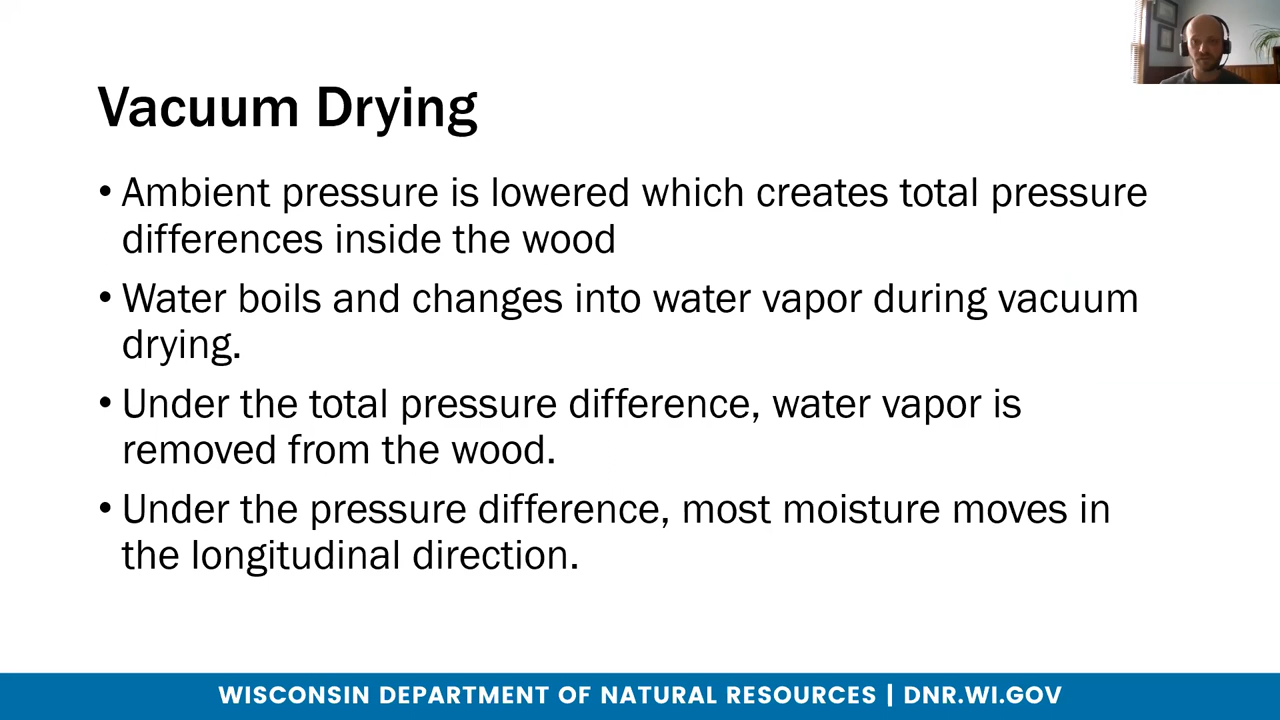 Vacuum Drying
• Ambient pressure is lowered which creates total pressure
differences inside the wood
• Water boils and changes into water vapor during vacuum
drying.
• Under the total pressure difference, water vapor is
removed from the wood.
• Under the pressure difference, most moisture moves in
the longitudinal direction.
WISCONSIN DEPARTMENT OF NATURAL RESOURCES | DNR.WI.GOV